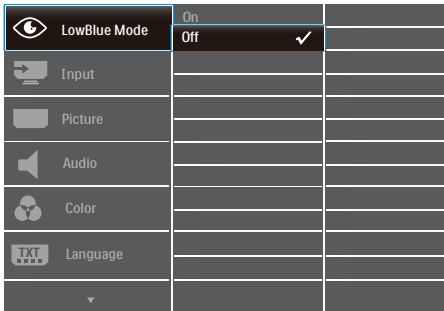 LowBlue Mode
On
Off
Input
Picture
Audio
Color
TXT
Language